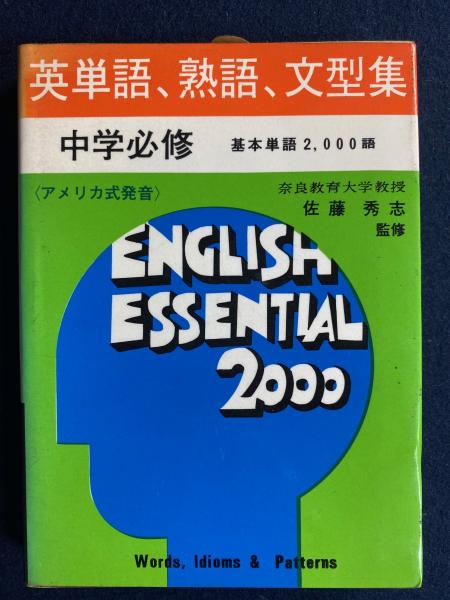 英単語、熟語、文型集
中学必修 基本単語2,000語
〈アメリカ式発音〉
奈良教育大学教授
佐藤秀志
監修
ENGLISH
ESSENTIAL
2000
Words, Idioms & Patterns